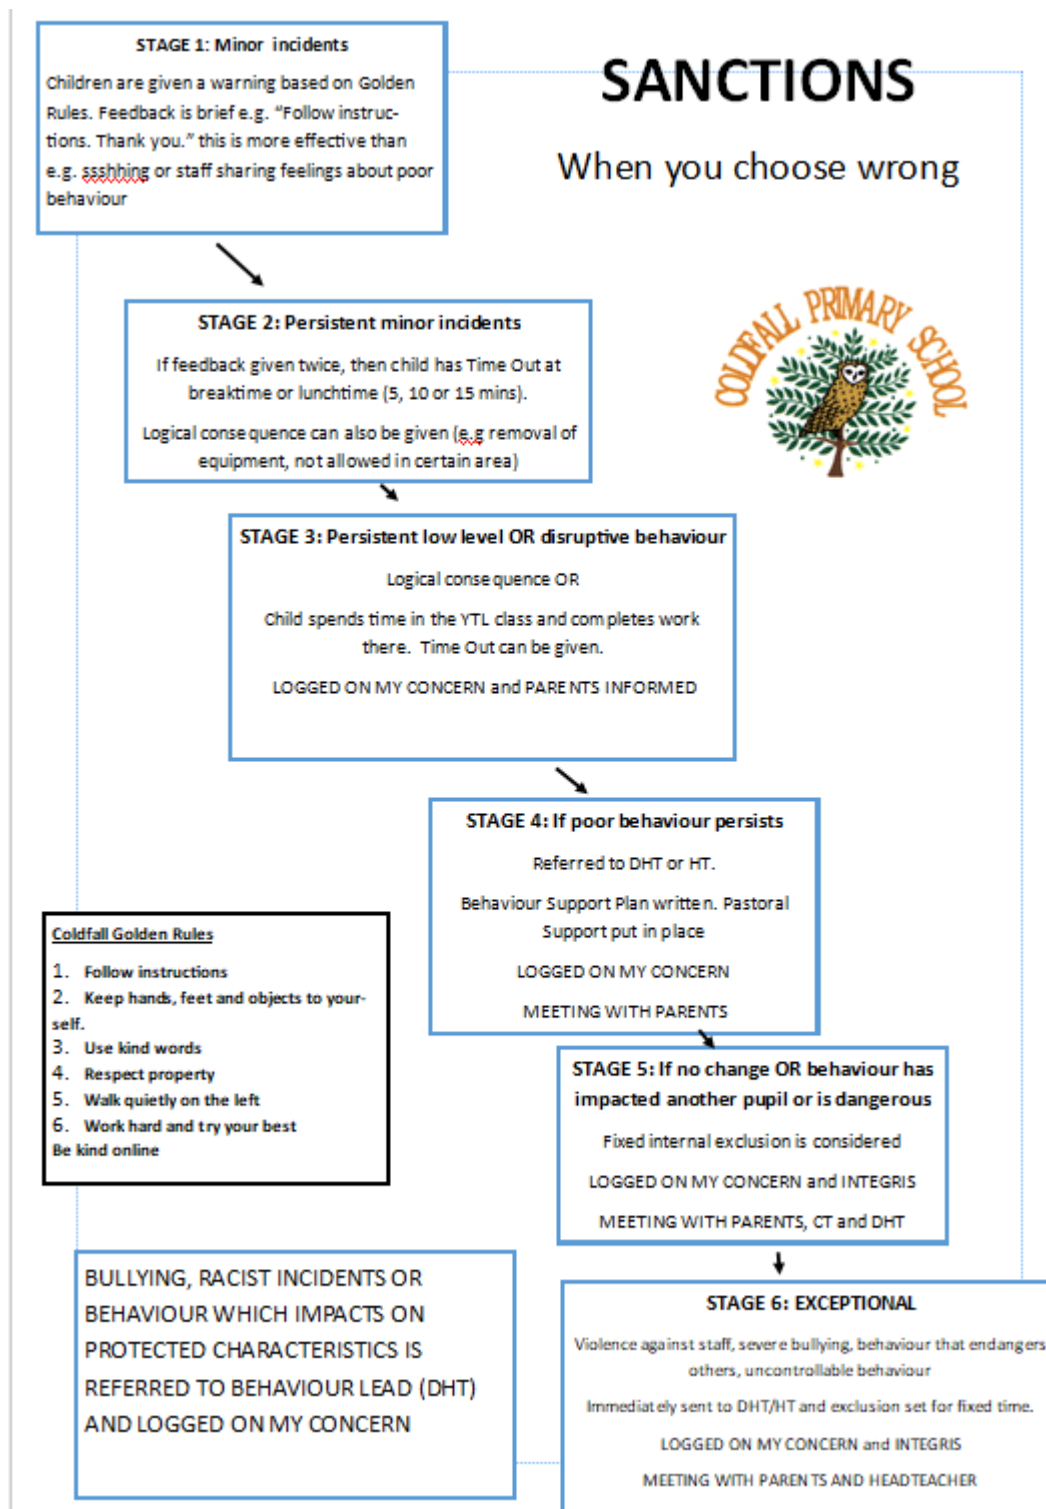 STAGE 1: Minor incidents
Children are given a warning based on Golden
Rules. Feedback is brief e.g. “Follow instruc-
tions. Thank you.” this is more effective than
e.g. ssshhing or staff sharing feelings about poor
behaviour
SANCTIONS
When you choose wrong
COLDFALL PRIMARY SCHOOL
STAGE 2: Persistent minor incidents
If feedback given twice, then child has Time Out at
breaktime or lunchtime (5, 10 or 15 mins).
Logical consequence can also be given (e.g removal of
equipment, not allowed in certain area)
STAGE 3: Persistent low level OR disruptive behaviour
Logical consequence OR
Child spends time in the YTL class and completes work
there. Time Out can be given.
LOGGED ON MY CONCERN and PARENTS INFORMED
STAGE 4: If poor behaviour persists
Referred to DHT or HT.
Behaviour Support Plan written. Pastoral
Support put in place
LOGGED ON MY CONCERN
MEETING WITH PARENTS
Coldfall Golden Rules
1. Follow instructions
2. Keep hands, feet and objects to your-
self.
3. Use kind words
4. Respect property
5. Walk quietly on the left
6. Work hard and try your best
Be kind online
STAGE 5: If no change OR behaviour has
impacted another pupil or is dangerous
Fixed internal exclusion is considered
LOGGED ON MY CONCERN and INTEGRIS
MEETING WITH PARENTS, CT and DHT
BULLYING, RACIST INCIDENTS OR
BEHAVIOUR WHICH IMPACTS ON
PROTECTED CHARACTERISTICS IS
REFERRED TO BEHAVIOUR LEAD (DHT)
AND LOGGED ON MY CONCERN
STAGE 6: EXCEPTIONAL
Violence against staff, severe bullying, behaviour that endangers
others, uncontrollable behaviour
Immediately sent to DHT/HT and exclusion set for fixed time.
LOGGED ON MY CONCERN and INTEGRIS
MEETING WITH PARENTS AND HEADTEACHER